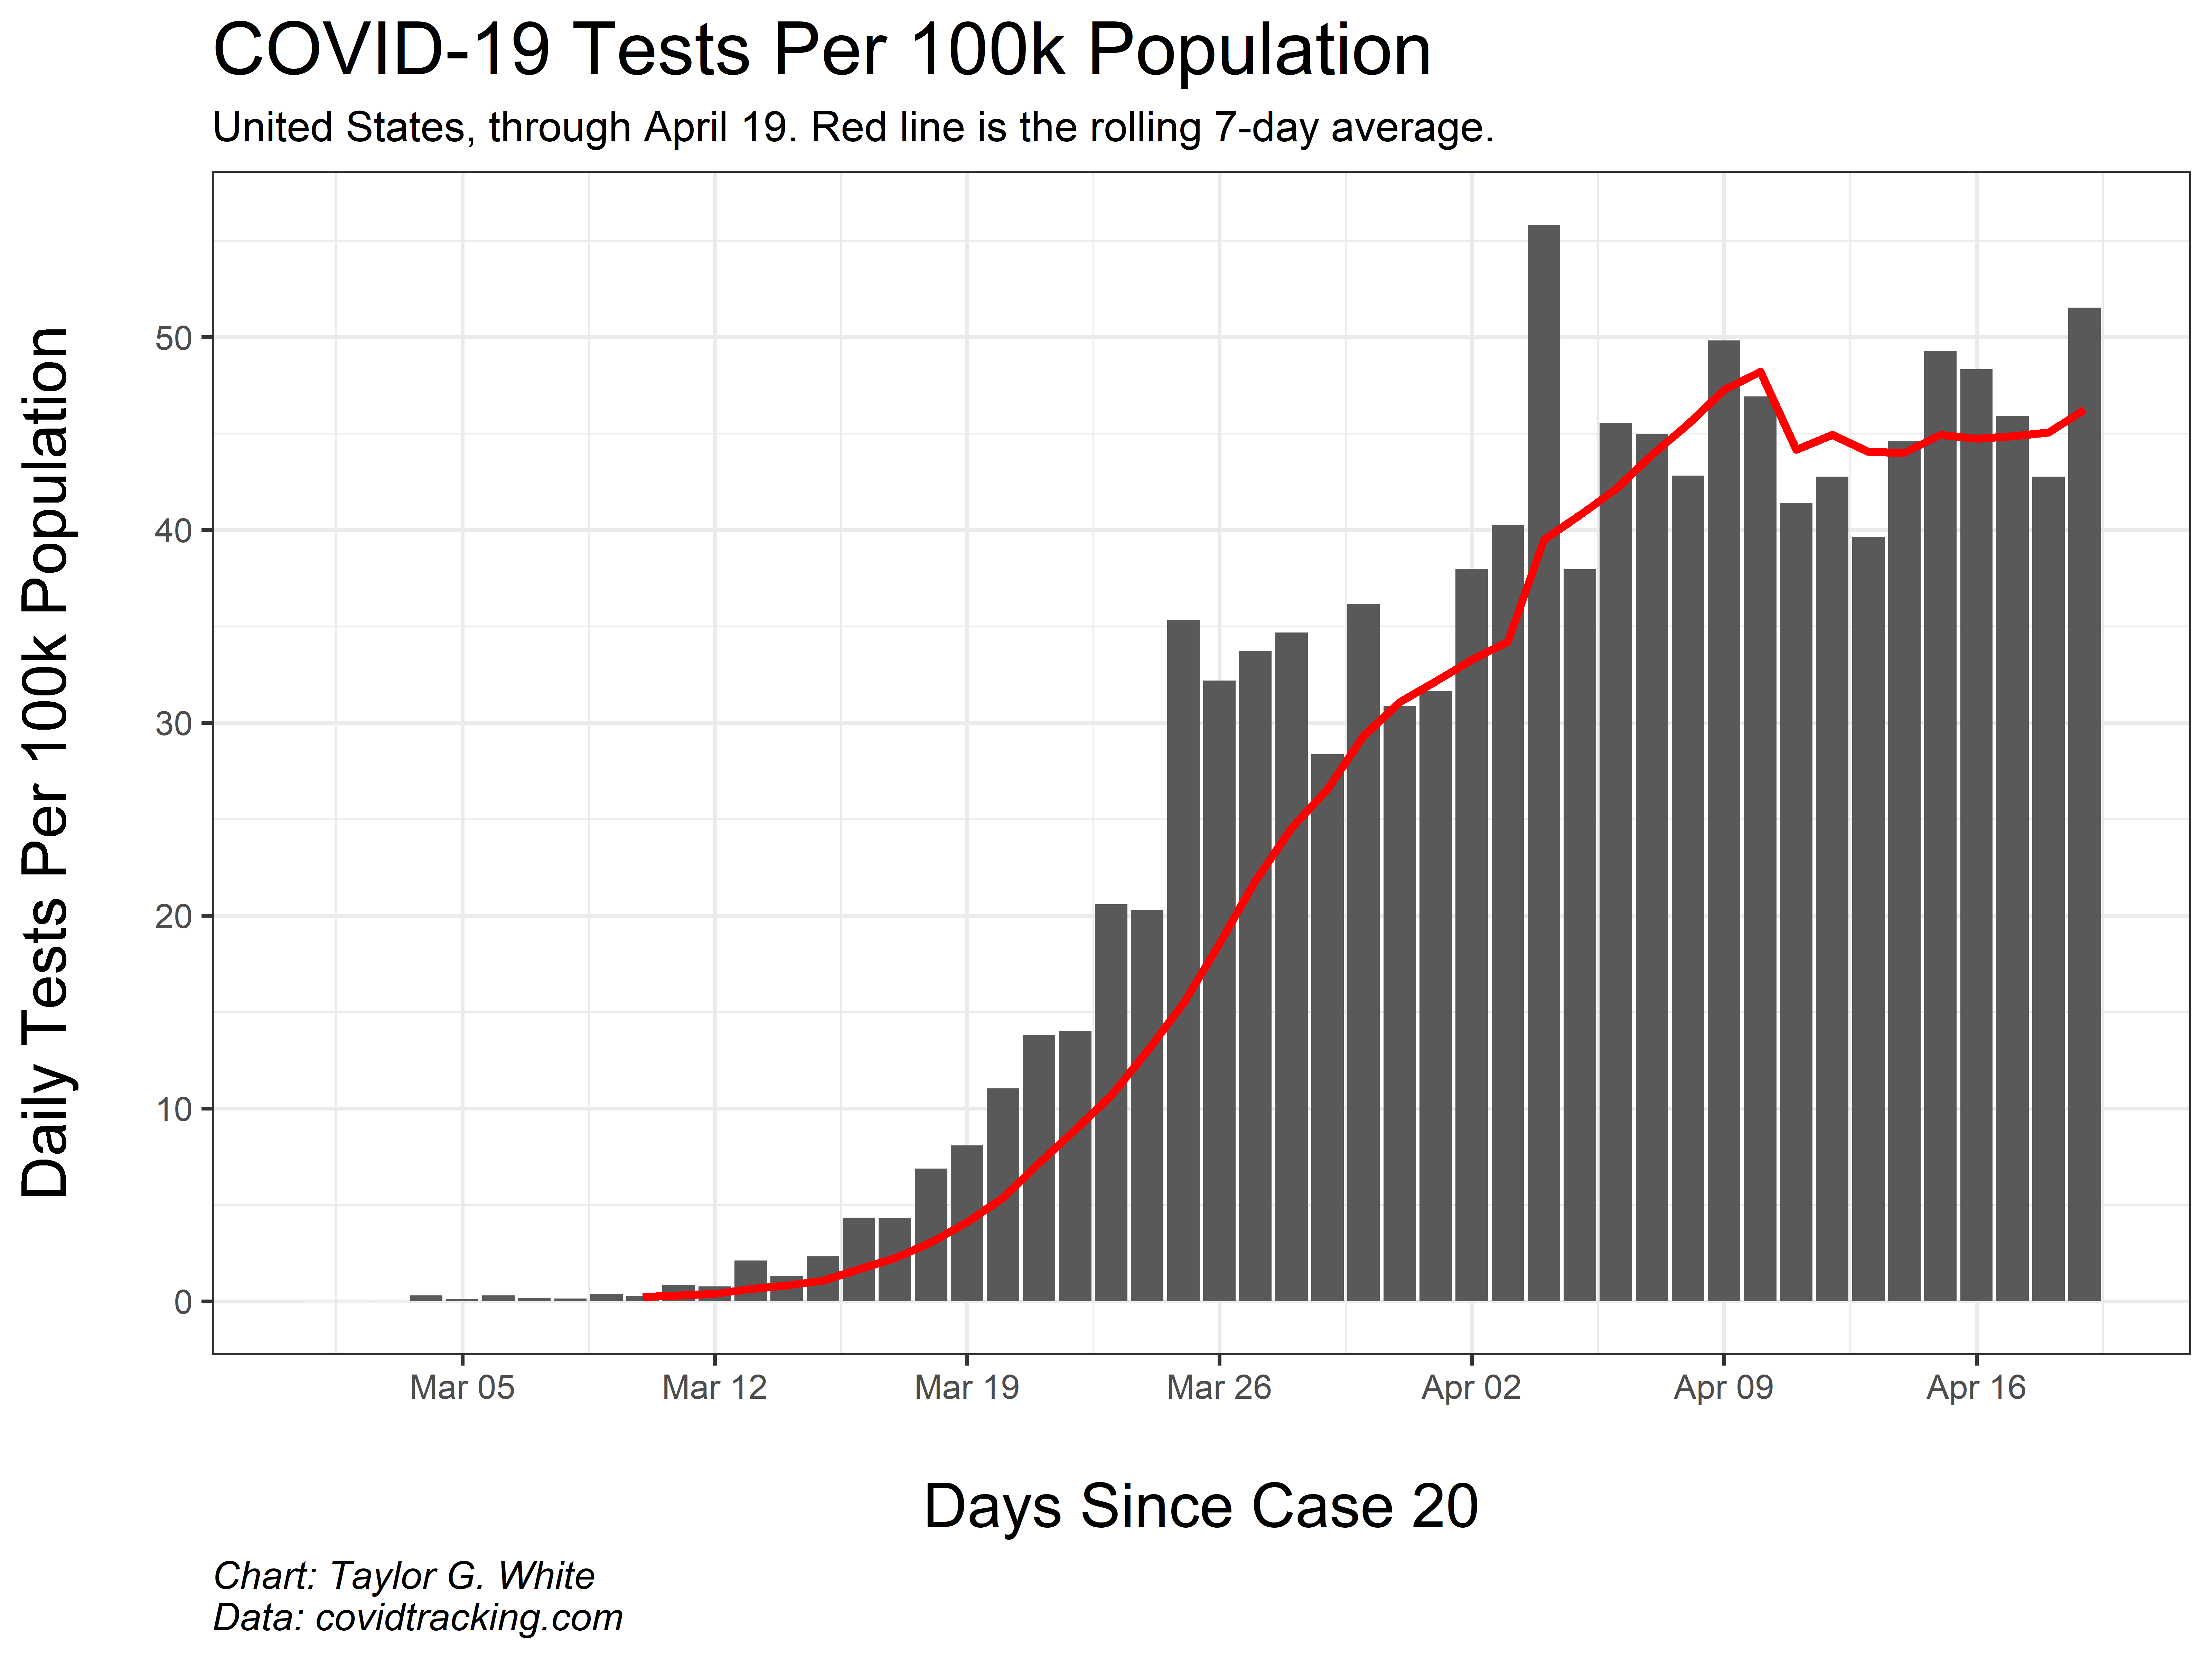 COVID-19 Tests Per 100k Population
United States, through April 19. Red line is the rolling 7-day average.
Daily Tests Per 100k Population
50
40
30
20
10
0
Mar 05
Mar 12
Mar 19
Mar 26
Apr 02
Apr 09
Apr 16
Days Since Case 20
Chart: Taylor G. White
Data: covidtracking.com